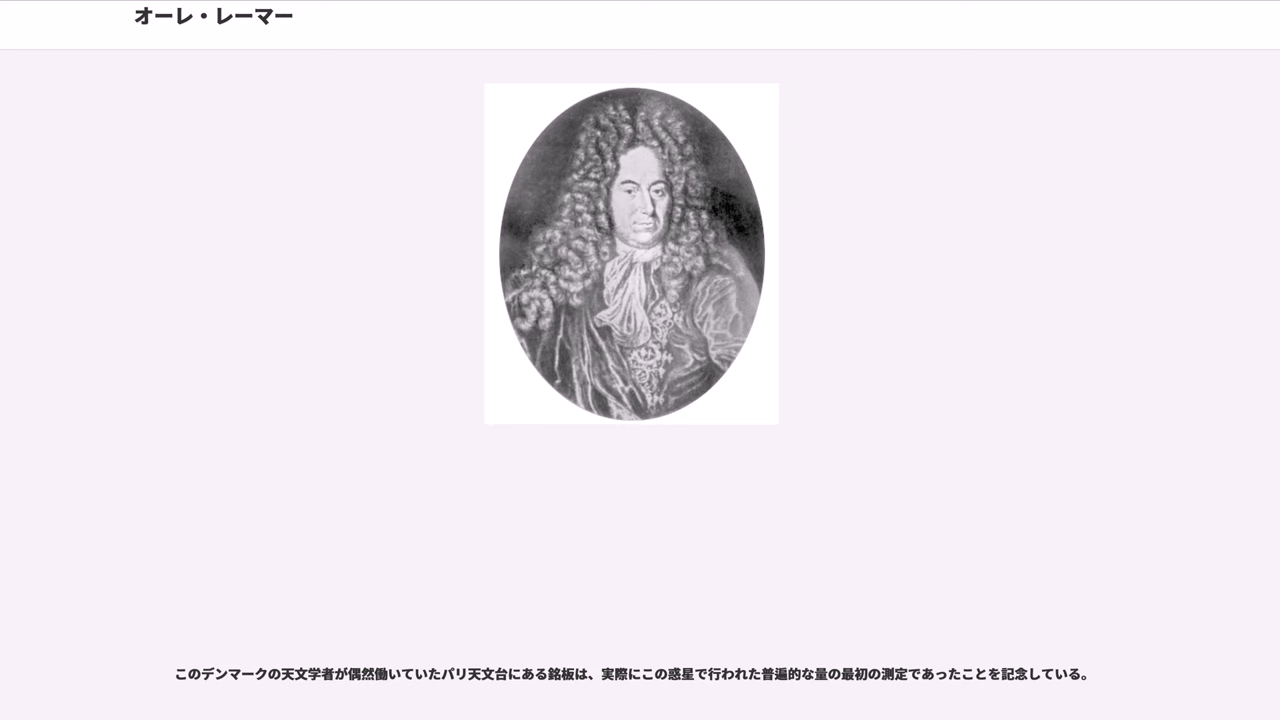 オーレ・レーマー
このデンマークの天文学者が偶然働いていたパリ天文台にある銘板は、実際にこの惑星で行われた普遍的な量の最初の測定であったことを記念している。